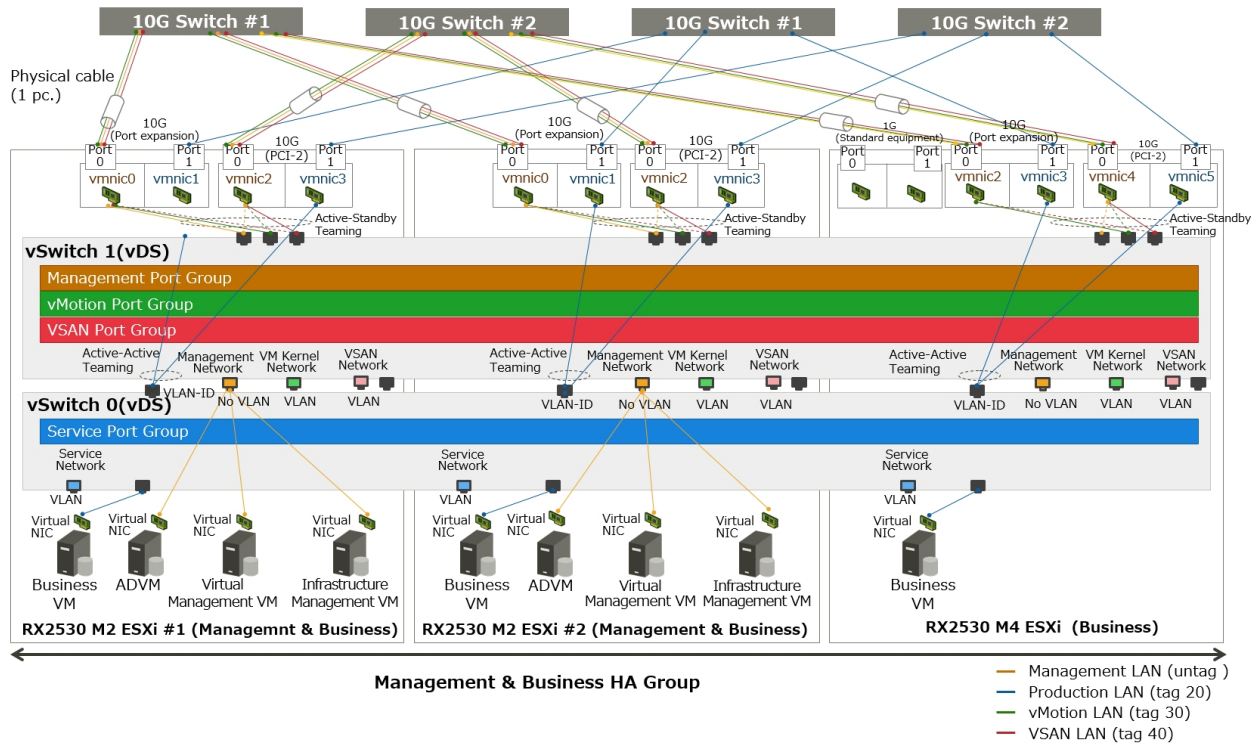 10G Switch #1
10G Switch #2
10G Switch #1
10G Switch #2
Physical cable
(1 pc.)
10G
(Port expansion)
10G
(PCI-2)
10G
(Port expansion)
10G
(PCI-2)
1G
(Standard equipment)
10G
(Port expansion)
10G
(PCI-2)
Port
0
Port
1
Port
0
Port
1
Port
0
Port
1
Port
0
Port
1
Port
0
Port
1
Port
0
Port
1
Port
0
Port
1
vmnic0
vmnic1
vmnic2
vmnic3
vmnic0
vmnic1
vmnic2
vmnic3
vmnic2
vmnic3
vmnic4
vmnic5
Active-Standby
Teaming
Active-Standby
Teaming
Active-Standby
Teaming
vSwitch 1(vDS)
Management Port Group
vMotion Port Group
VSAN Port Group
Active-Active
Teaming
Management
Network
VM Kernel
Network
VSAN
Network
Active-Active
Teaming
Management
Network
VM Kernel
Network
VSAN
Network
Active-Active
Teaming
Management
Network
VM Kernel
Network
VSAN
Network
VLAN-ID
No VLAN
VLAN
VLAN
VLAN-ID
No VLAN
VLAN
VLAN
VLAN-ID
No VLAN
VLAN
VLAN
vSwitch 0(vDS)
Service Port Group
Service
Network
VLAN
Service
Network
VLAN
Service
Network
VLAN
Virtual
NIC
Virtual
NIC
Virtual
NIC
Virtual
NIC
Virtual
NIC
Virtual
NIC
Virtual
NIC
Virtual
NIC
Virtual
NIC
Business
VM
ADVM
Virtual
Management VM
Infrastructure
Management VM
Business
VM
ADVM
Virtual
Management VM
Infrastructure
Management VM
Business
VM
RX2530 M2 ESXi #1 (Managemnt & Business)
RX2530 M2 ESXi #2 (Management & Business)
RX2530 M4 ESXi (Business)
Management & Business HA Group
Management LAN (untag )
Production LAN (tag 20)
vMotion LAN (tag 30)
VSAN LAN (tag 40)